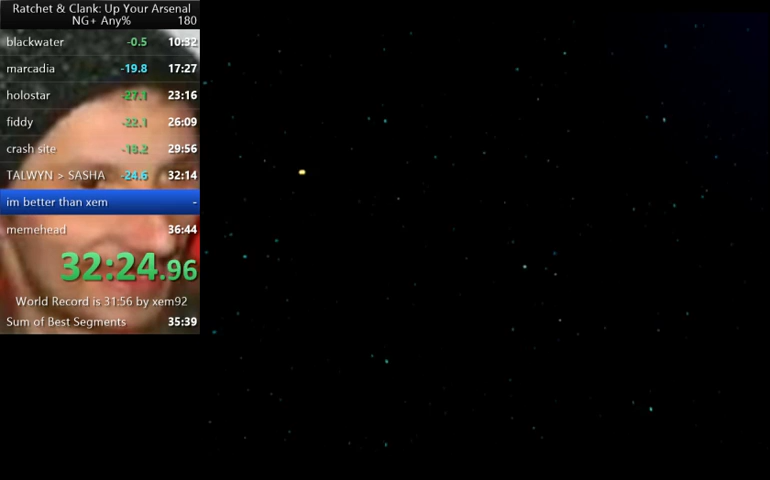 Ratchet & Clank: Up Your Arsenal
NG+ Any% 180
blackwater -0.5 10:32
marcadia -19.8 17:27
holostar -27.1 23:16
fiddy -22.1 26:09
crash site -18.2 29:56
TALWYN > SASHA -24.6 32:14
im better than xem -
memehead 36:44
32:24.96
World Record is 31:56 by xem92
Sum of Best Segments 35:39